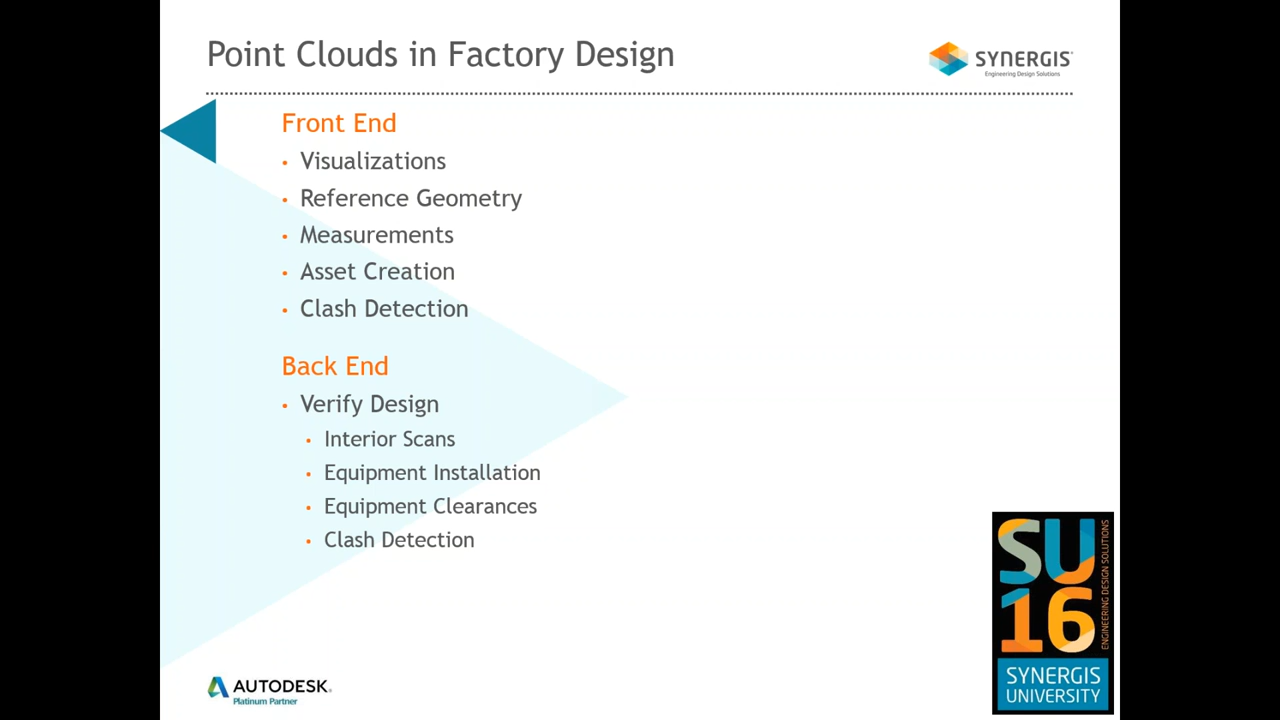 Point Clouds in Factory Design
SYNERGIS
Engineering Design Solutions
Front End
• Visualizations
• Reference Geometry
• Measurements
• Asset Creation
• Clash Detection
Back End
• Verify Design
• Interior Scans
• Equipment Installation
• Equipment Clearances
• Clash Detection
SU
16
ENGINEERING DESIGN SOLUTIONS
SYNERGIS
UNIVERSITY
AUTODESK.
Platinum Partner